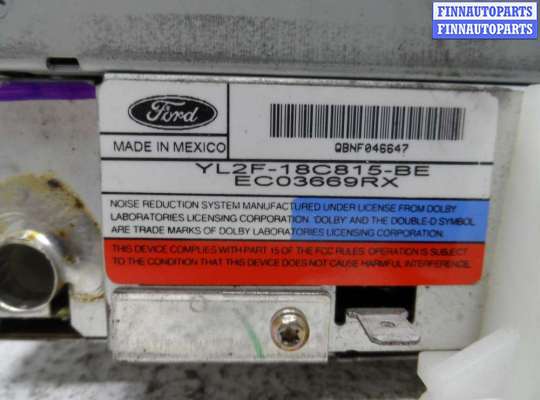 FINNAUTOPARTS
FINNAUTOPARTS
Ford
MADE IN MEXICO
QBNF046647
YL2F-18C815-BE
EC03669RX
NOISE REDUCTION SYSTEM MANUFACTURED UNDER LICENSE FROM DOLBY
LABORATORIES LICENSING CORPORATION. 'DOLBY' AND THE DOUBLE-D SYMBOL
ARE TRADE MARKS OF DOLBY LABORATORIES LICENSING CORPORATION.
THIS DEVICE COMPLIES WITH PART 15 OF THE FCC RULES. OPERATION IS SUBJECT
TO THE CONDITION THAT THIS DEVICE DOES NOT CAUSE HARMFUL INTERFERENCE.